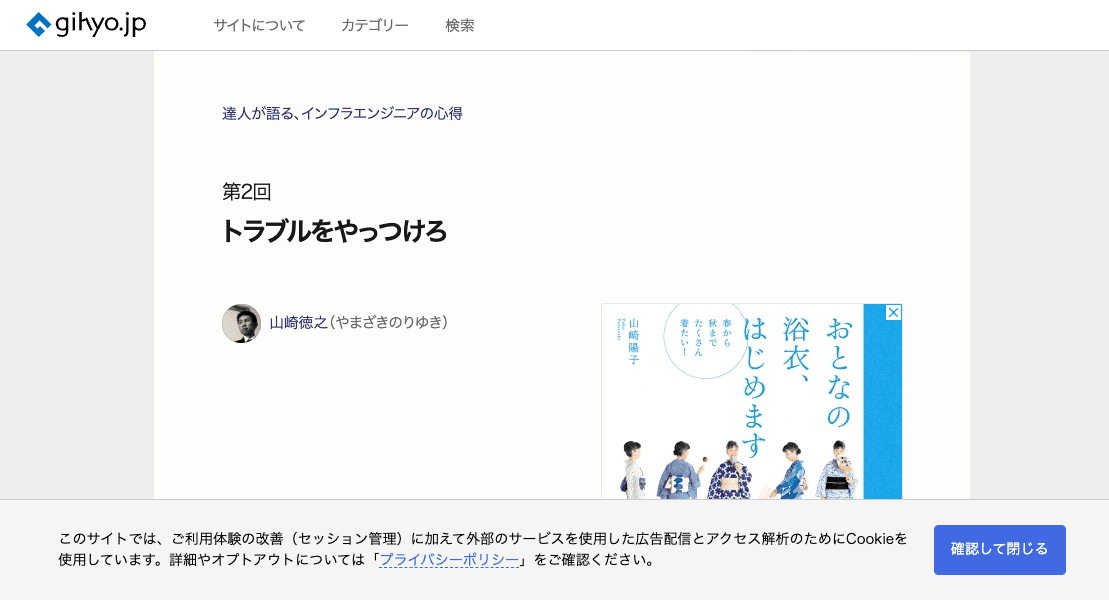 gihyo.jp
サイトについて
カテゴリー
検索
達人が語る、インフラエンジニアの心得
第2回
トラブルをやっつけろ
山崎徳之(やまざきのりゆき)
おとなの
浴衣、
はじめます
春から
秋まで
たくさん
着たい!
山崎陽子
このサイトでは、ご利用体験の改善（セッション管理）に加えて外部のサービスを使用した広告配信とアクセス解析のためにCookieを
使用しています。詳細やオプトアウトについては「プライバシーポリシー」をご確認ください。
確認して閉じる